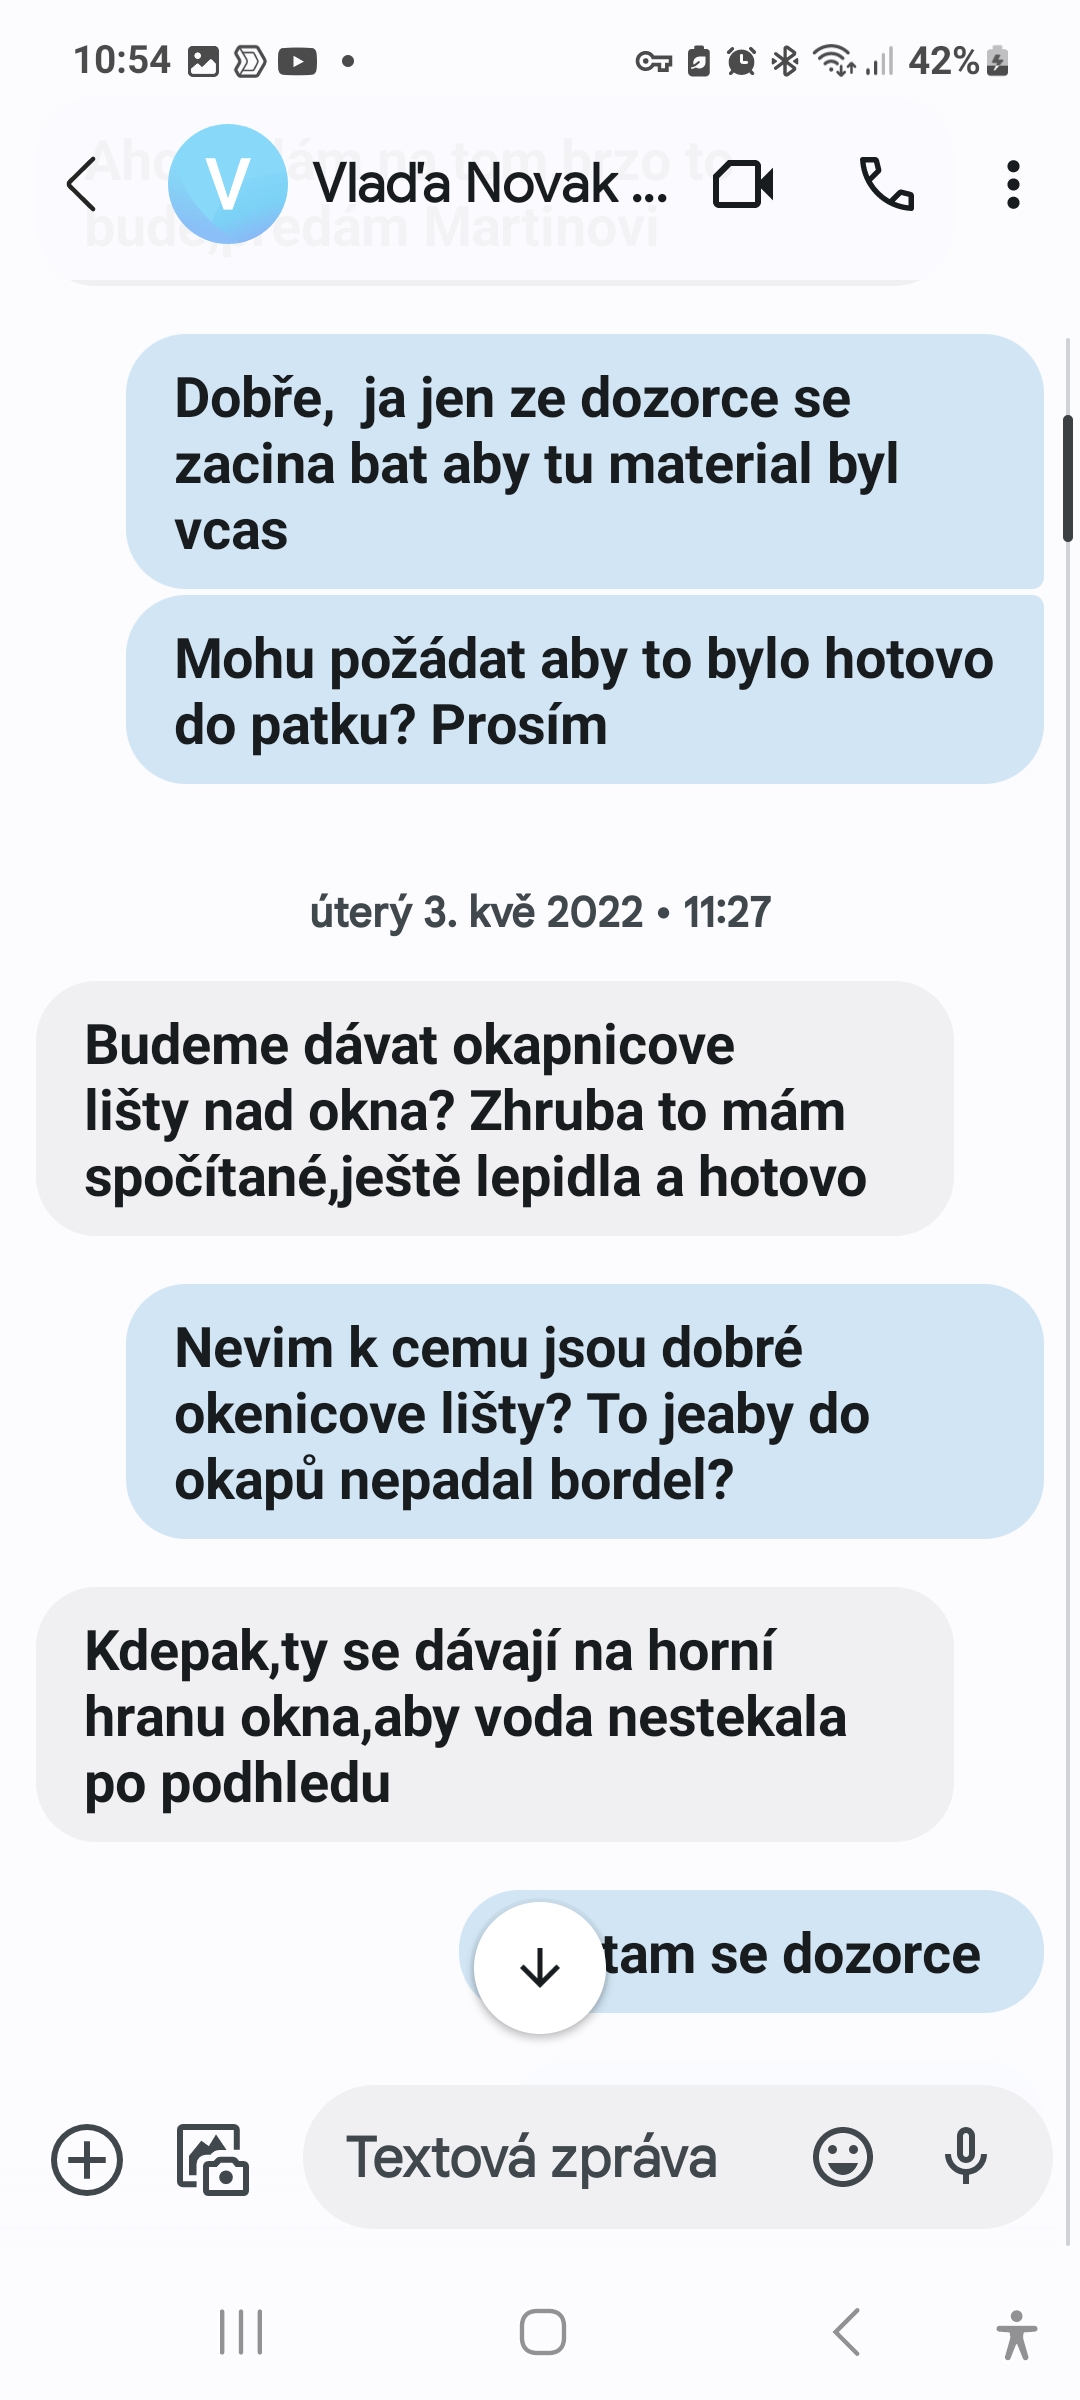 10:54
42%
Vlaďa Novak ...
bude,předám Martinovi
Dobře,  ja jen ze dozorce se
zacina bat aby tu material byl
vcas
Mohu požádat aby to bylo hotovo
do patku? Prosím
úterý 3. kvě 2022 • 11:27
Budeme dávat okapnicove
lišty nad okna? Zhruba to mám
spočítané,ještě lepidla a hotovo
Nevim k cemu jsou dobré
okenicove lišty? To jeaby do
okapů nepadal bordel?
Kdepak,ty se dávají na horní
hranu okna,aby voda nestekala
po podhledu
tam se dozorce
Textová zpráva